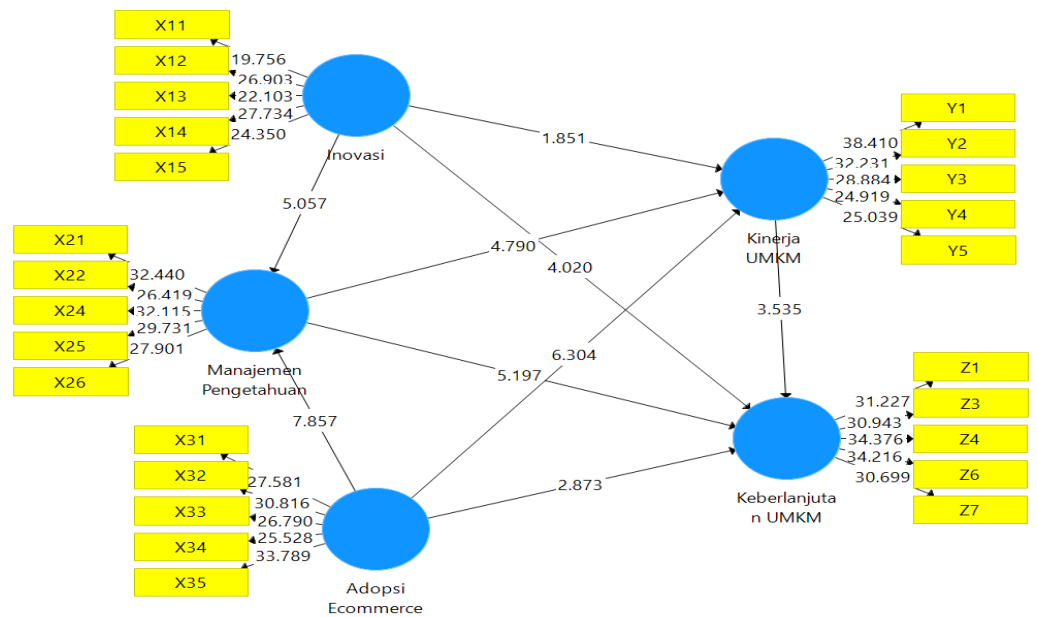 X11
X12
X13
X14
X15
19.756
26.903
22.103
27.734
24.350
Inovasi
1.851
5.057
4.790
4.020
X21
X22
X24
X25
X26
32.440
26.419
32.115
29.731
27.901
Manajemen
Pengetahuan
5.197
6.304
7.857
X31
X32
X33
X34
X35
27.581
30.816
26.790
25.528
33.789
Adopsi
Ecommerce
2.873
Y1
Y2
Y3
Y4
Y5
38.410
32.231
28.884
24.919
25.039
Kinerja
UMKM
3.535
Z1
Z3
Z4
Z6
Z7
31.227
30.943
34.376
34.216
30.699
Keberlanjuta
n UMKM